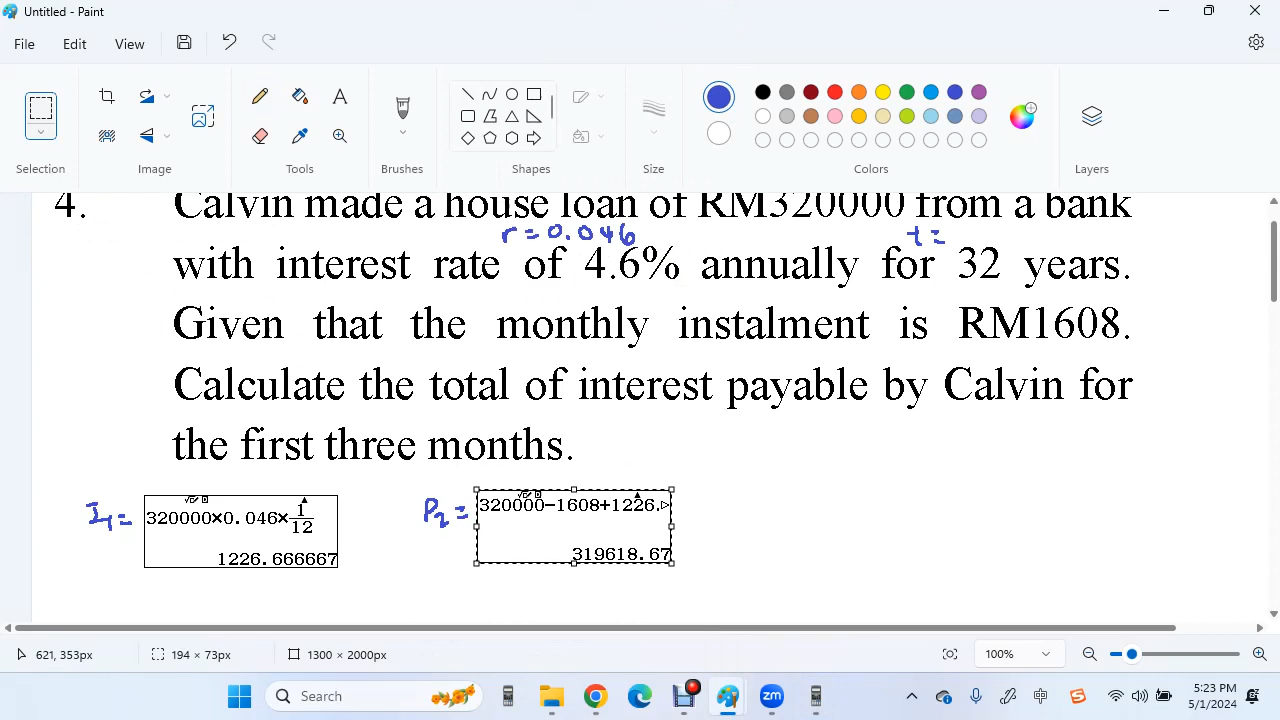 Untitled - Paint
File Edit View
Selection Image Tools Brushes Shapes Size Colors Layers
4. Calvin made a house loan of RM320000 from a bank
r = 0.046 t =
with interest rate of 4.6% annually for 32 years.
Given that the monthly instalment is RM1608.
Calculate the total of interest payable by Calvin for
the first three months.
I1 = 320000×0.046×1/12
1226.666667
P2 = 320000−1608+1226.
319618.67
621, 353px 194 × 73px 1300 × 2000px 100%
Search zm 中 5:23 PM
5/1/2024